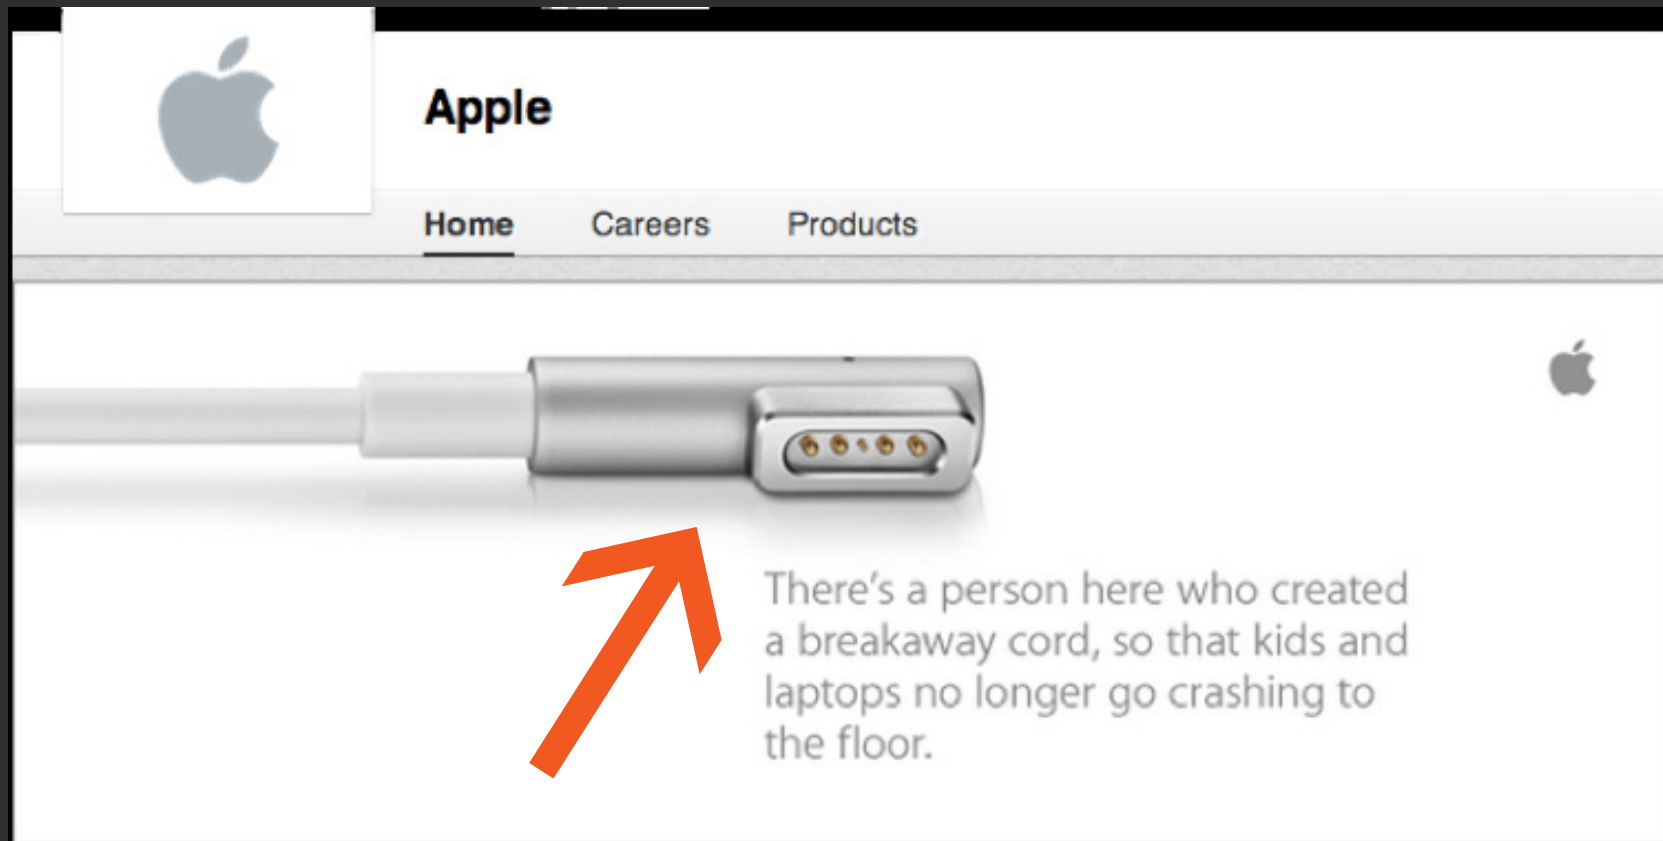 Apple
Home Careers Products
There's a person here who created
a breakaway cord, so that kids and
laptops no longer go crashing to
the floor.